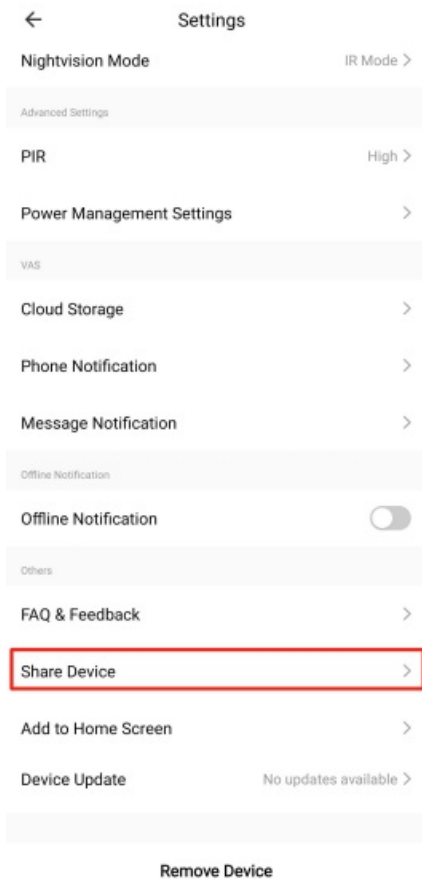 Settings
Nightvision Mode IR Mode
Advanced Settings
PIR High
Power Management Settings
VAS
Cloud Storage
Phone Notification
Message Notification
Offline Notification
Offline Notification
Others
FAQ & Feedback
Share Device
Add to Home Screen
Device Update No updates available
Remove Device